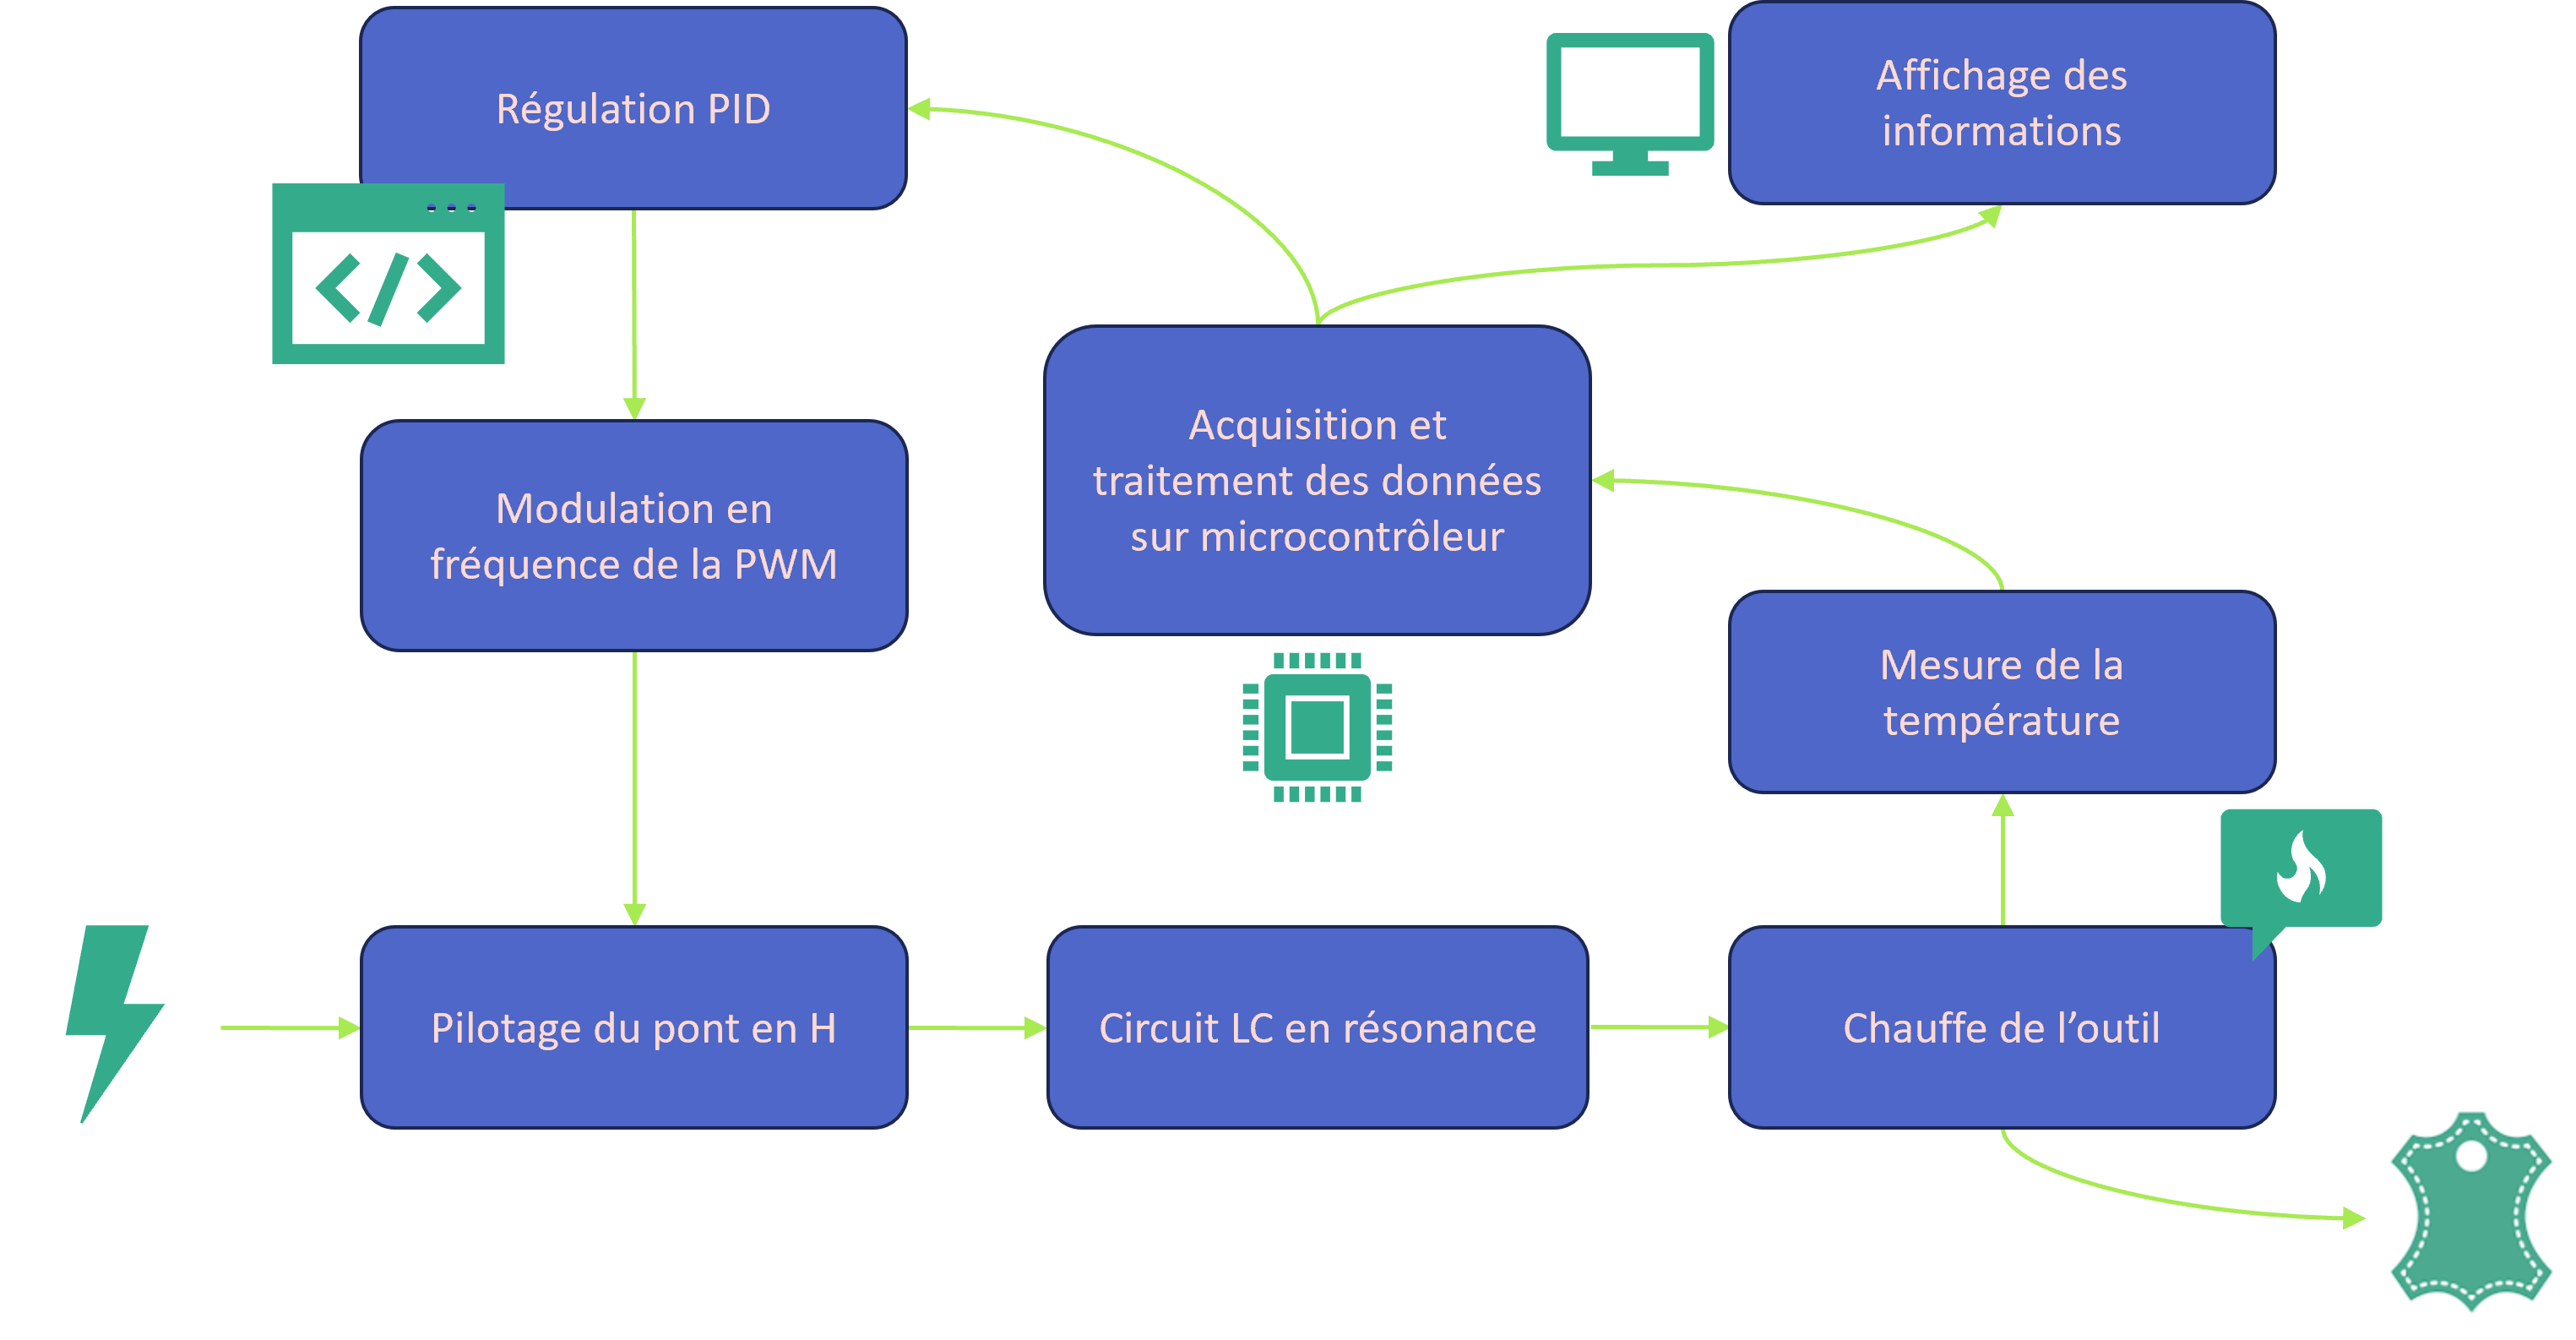 Régulation PID
Affichage des
informations
Acquisition et
traitement des données
sur microcontrôleur
Modulation en
fréquence de la PWM
Mesure de la
température
Pilotage du pont en H
Circuit LC en résonance
Chauffe de l’outil